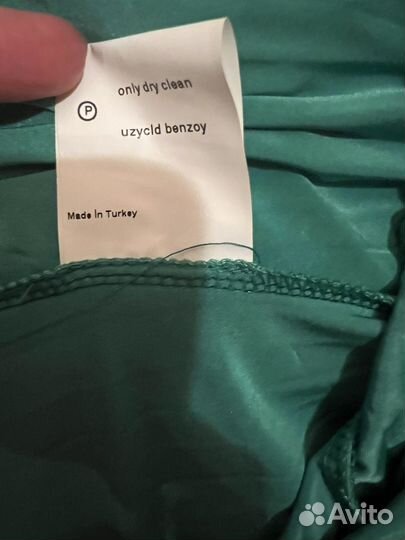 only dry clean
P
uzycld benzoy
Made in Turkey
Avito